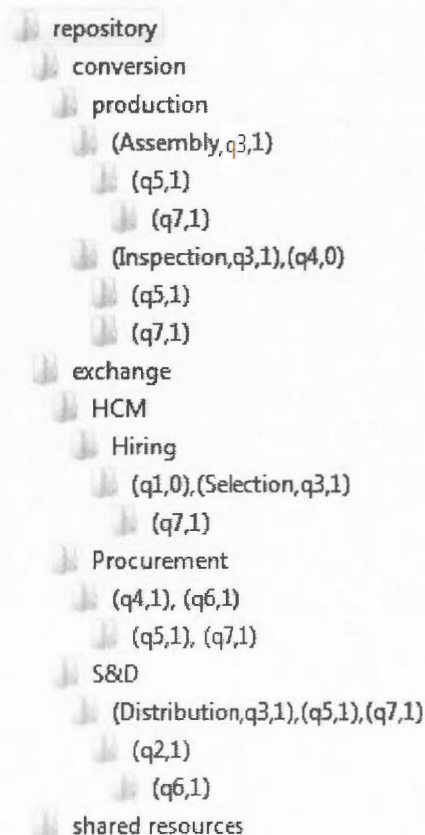 repository
conversion
production
(Assembly,q3,1)
(q5,1)
(q7,1)
(Inspection,q3,1),(q4,0)
(q5,1)
(q7,1)
exchange
HCM
Hiring
(q1,0),(Selection,q3,1)
(q7,1)
Procurement
(q4,1), (q6,1)
(q5,1), (q7,1)
S&D
(Distribution,q3,1),(q5,1),(q7,1)
(q2,1)
(q6,1)
shared resources